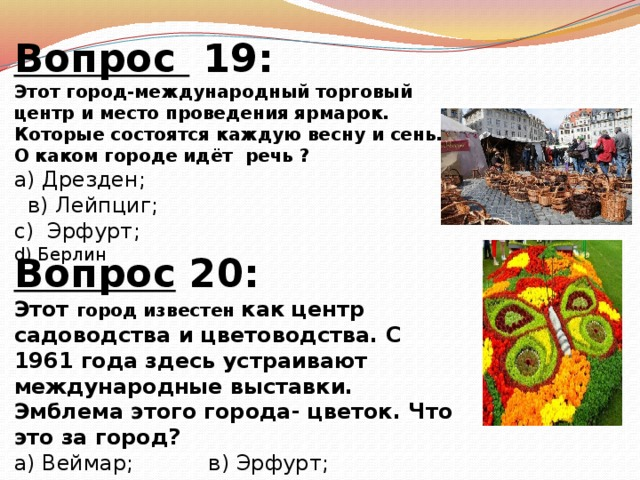 Вопрос 19:
Этот город-международный торговый
центр и место проведения ярмарок.
Которые состоятся каждую весну и сень.
О каком городе идёт речь ?
а) Дрезден;
в) Лейпциг;
с) Эрфурт;
d) Берлин
Вопрос 20:
Этот город известен как центр
садоводства и цветоводства. С
1961 года здесь устраивают
международные выставки.
Эмблема этого города- цветок. Что
это за город?
а) Веймар; в) Эрфурт;